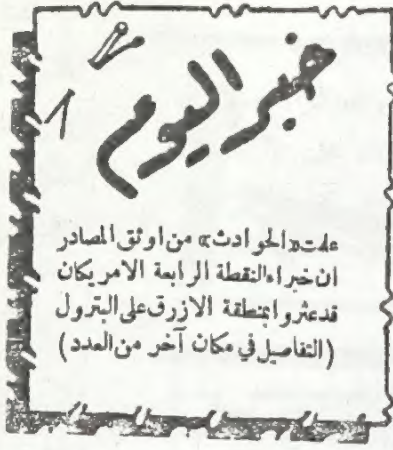 خبر اليوم
علمت «الحوادث» من اوثق المصادر
ان خبراء النقطة الرابعة الامريكان
قد عثروا بمنطقة الازرق على البترول
(التفاصيل في مكان آخر من العدد)